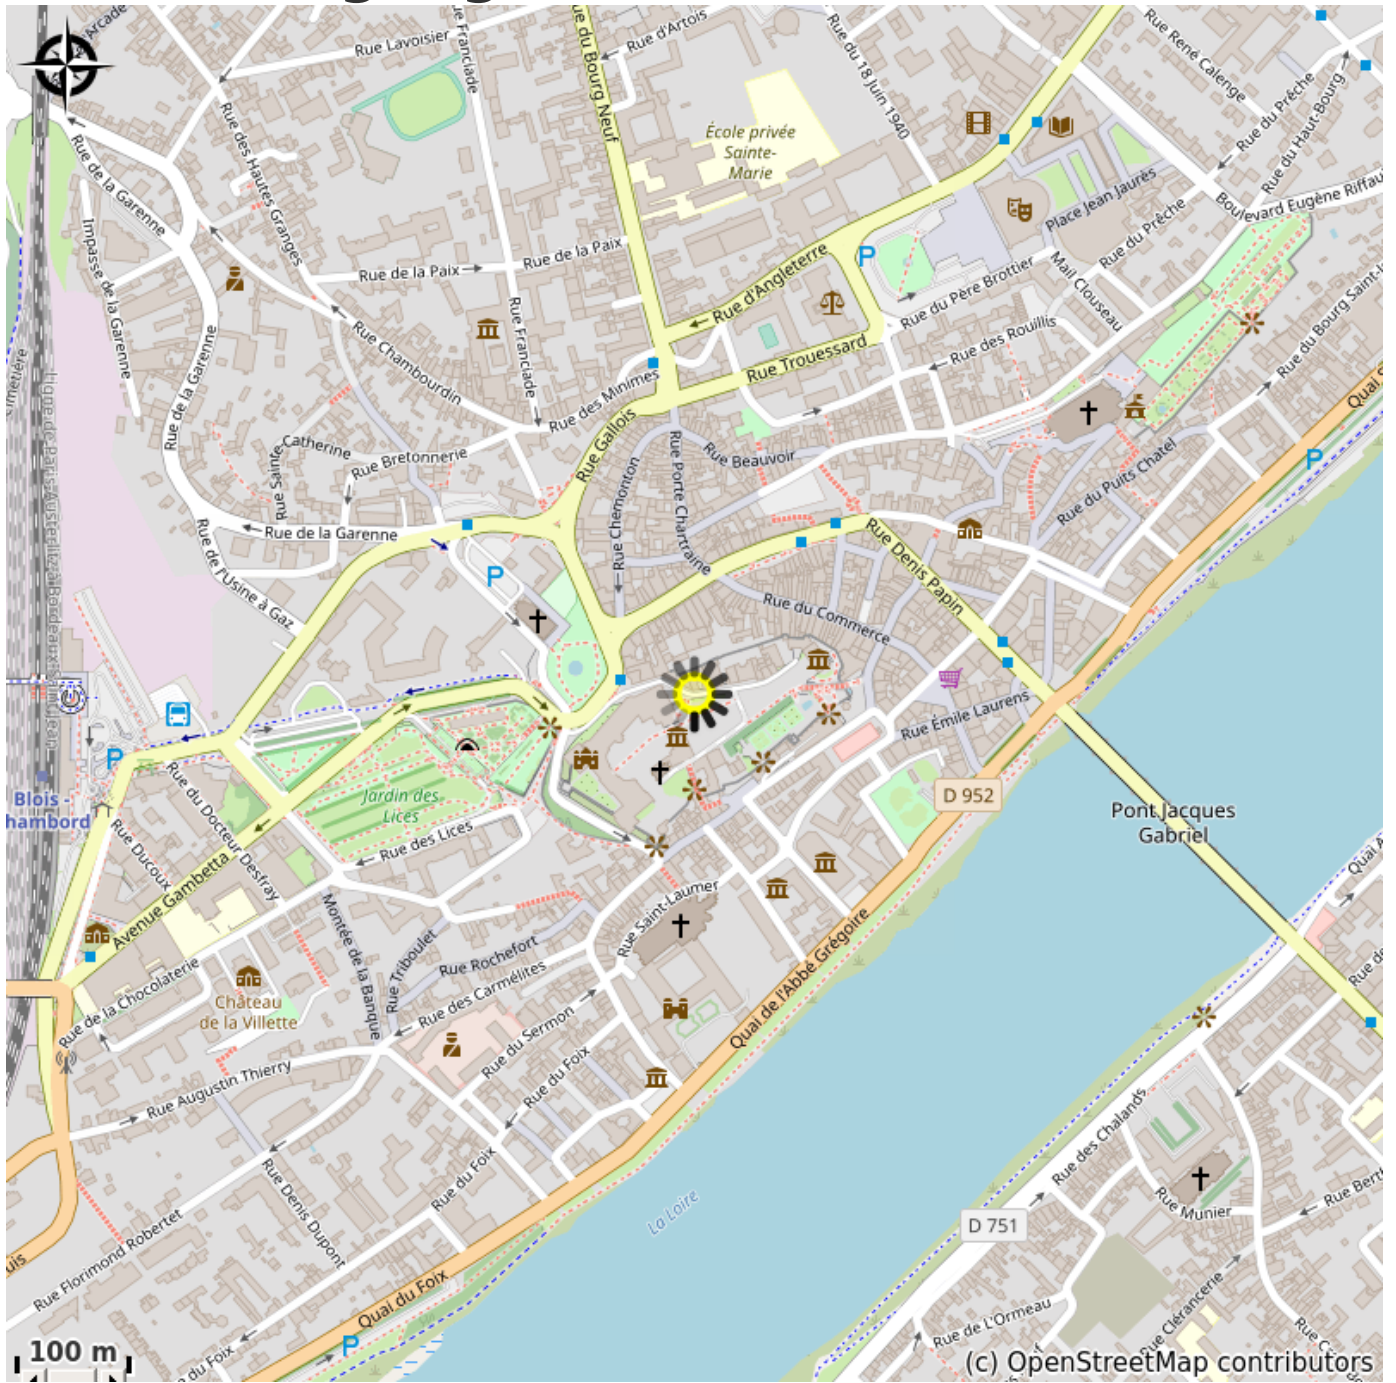 Rue Lavoisier
Rue d'Artois
Rue du Bourg Neuf
Rue du 18 Juin 1940
Rue René Calenge
Rue du Prêche
Rue du Haut-Bourg
Boulevard Eugène Riffau
École privée
Sainte-
Marie
Place Jean Jaurès
Rue du Prêche
Rue de la Garenne
Rue des Hautes Granges
Impasse de la Garenne
Rue de la Paix
Rue de la Paix
Rue Franciade
Rue d'Angleterre
P
Rue du Père Brottier
Mail Clouseau
Rue des Rouillis
Rue Trouessard
Rue Chambourdin
Rue de la Garenne
Rue des Minimes
Rue Gallois
Rue Beauvoir
Rue Porte Chartraine
Rue Chemonton
Rue Sainte
Catherine
Rue Bretonnerie
Rue du Puits Chatel
Rue du Bourg Saint-
P
Rue de la Garenne
Rue de l'Usine à Gaz
P
Rue Denis Papin
Rue du Commerce
Rue Émile Laurens
D 952
Pont Jacques
Gabriel
P
Blois -
hambord
Jardin des
Lices
Rue des Lices
Rue du Docteur Desfray
Rue Ducoux
Avenue Gambetta
Montée de la Banque
Rue Triboulet
Rue Rochefort
Rue Saint-Laumer
Rue des Carmélites
Quai de l'Abbé Grégoire
Rue de la Chocolaterie
Château
de la Villette
Rue Augustin Thierry
Rue du Sermon
Rue du Foix
Rue du Foix
Rue Denis Dupont
Rue Florimond Robertet
Quai du Foix
P
La Loire
D 751
Rue des Chalands
Rue Munier
Rue Bert
Rue de L'Ormeau
Rue Clérancerie
100 m
(c) OpenStreetMap contributors